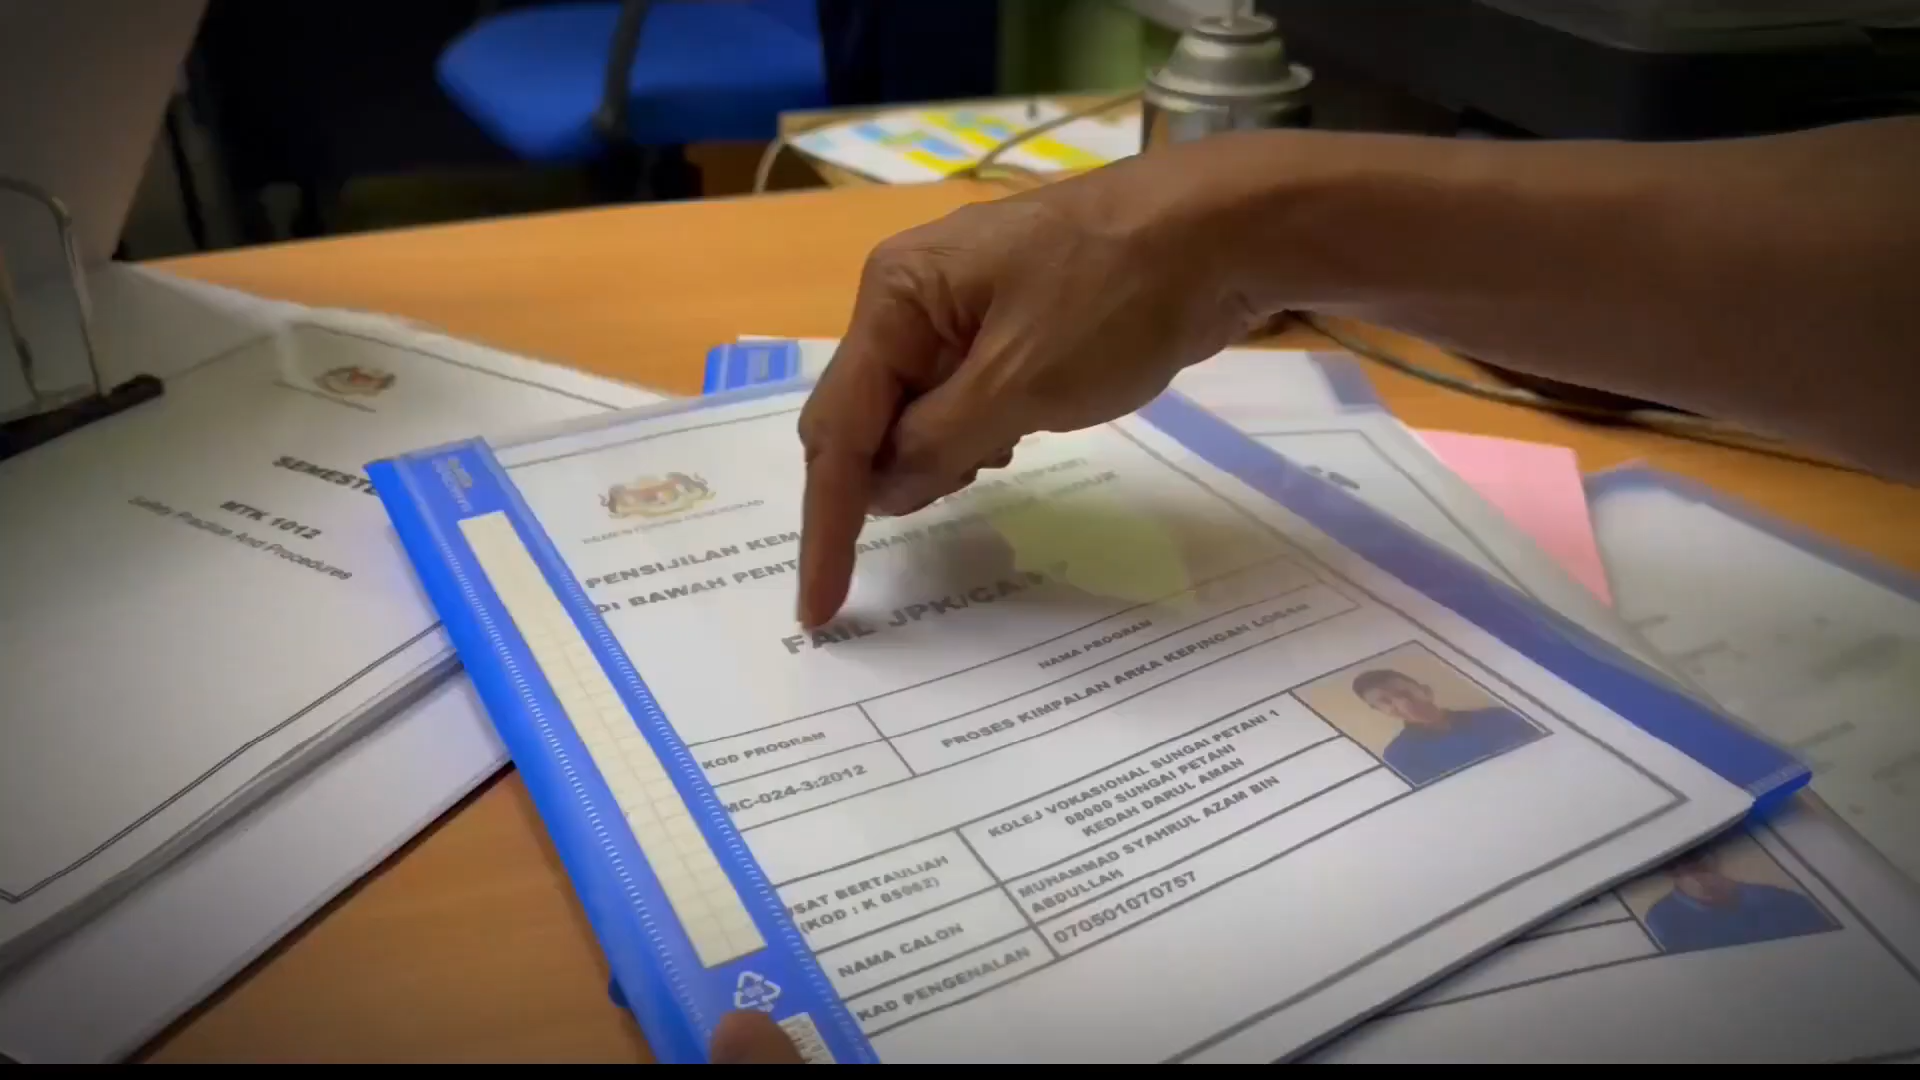 SEMESTE
MTK 1012
Safety Practice And Procedures
PENSIJILAN KEM
DI BAWAH PENT
FAIL JPK/CA
KOD PROGRAM
NAMA PROGRAM
MC-024-3:2012
PROSES KIMPALAN ARKA KEPINGAN LOGAM
USAT BERTAULIAH
(KOD : K 05062)
KOLEJ VOKASIONAL SUNGAI PETANI 1
08000 SUNGAI PETANI
KEDAH DARUL AMAN
NAMA CALON
MUHAMMAD SYAHRUL AZAM BIN
ABDULLAH
KAD PENGENALAN
070501070757